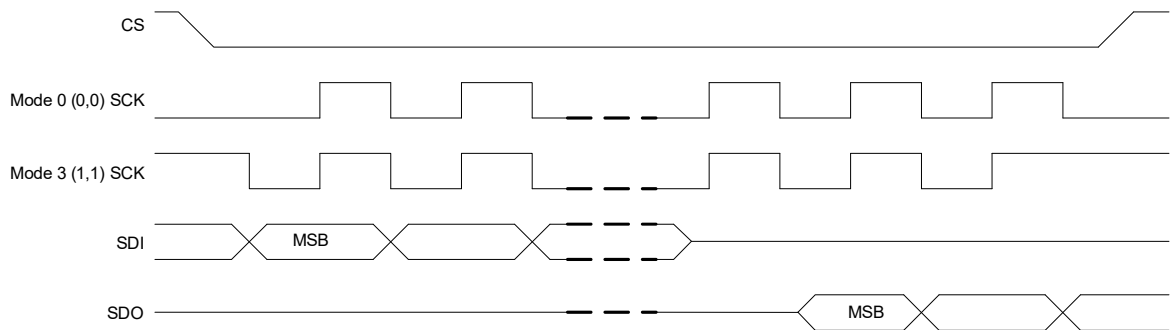 CS
Mode 0 (0,0) SCK
Mode 3 (1,1) SCK
SDI
MSB
SDO
MSB